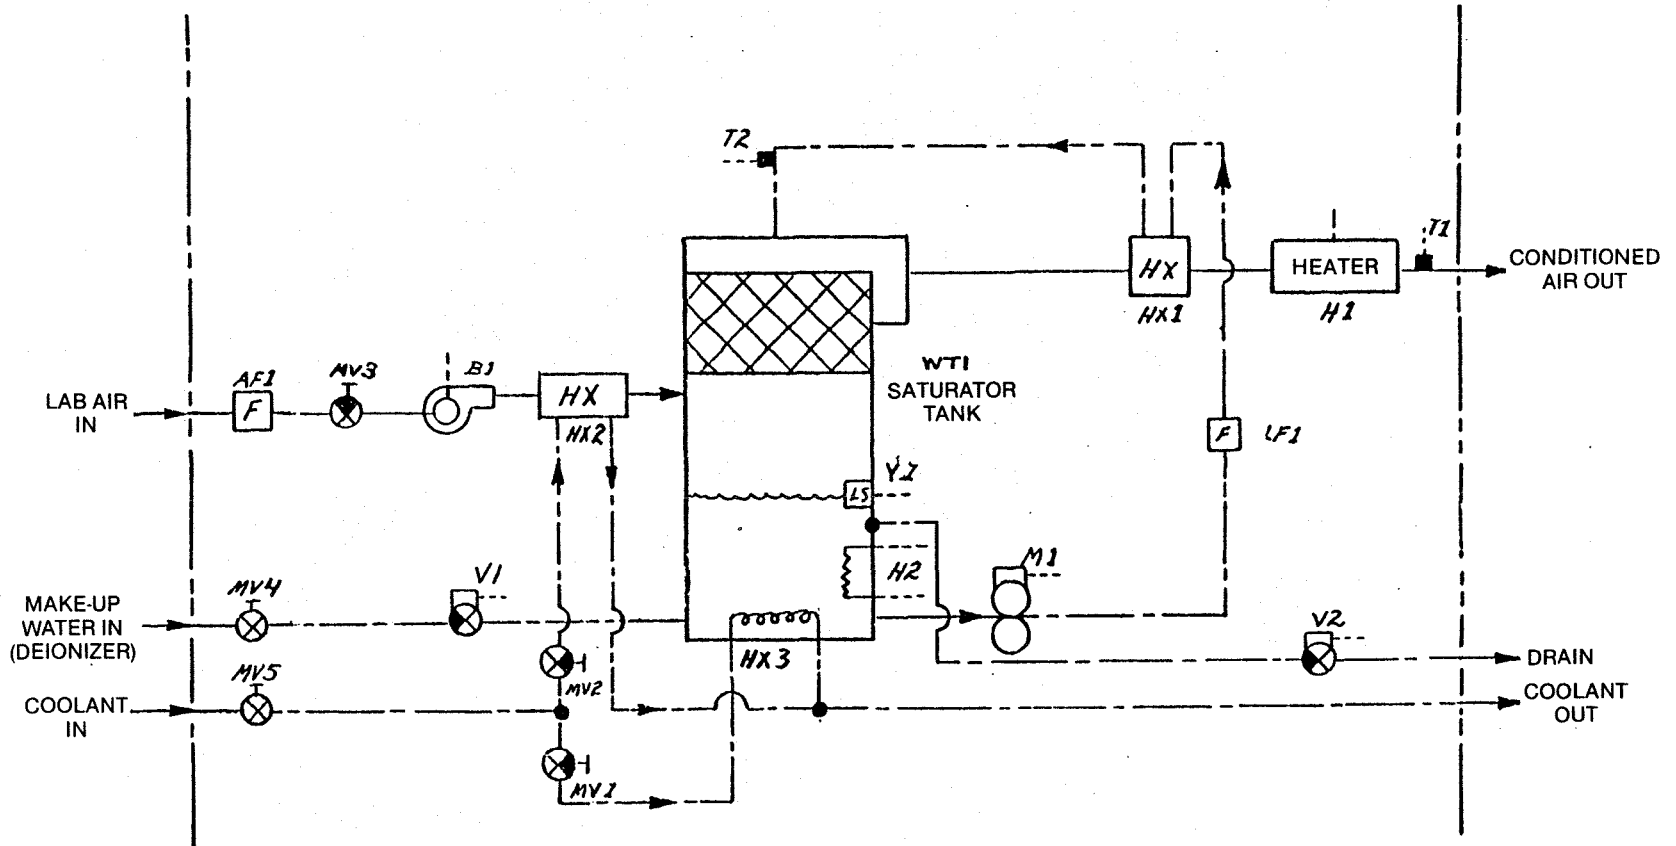 T2
T1
HX
HEATER
CONDITIONED
AIR OUT
HX1
H1
AF1
MV3
B1
WT1
SATURATOR
TANK
LAB AIR
IN
F
HX
HX2
F
LF1
LS
MV4
V1
H2
M1
MAKE-UP
WATER IN
(DEIONIZER)
V2
HX3
DRAIN
MV5
MV2
COOLANT
IN
COOLANT
OUT
MV1